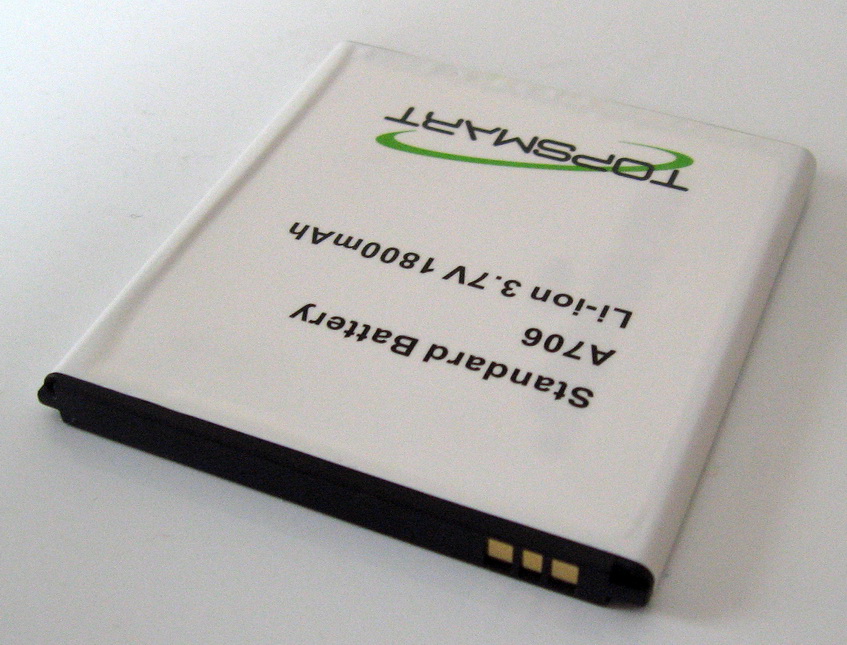 TOPSMART
Li-ion 3.7V 1800mAh
A706
Standard Battery